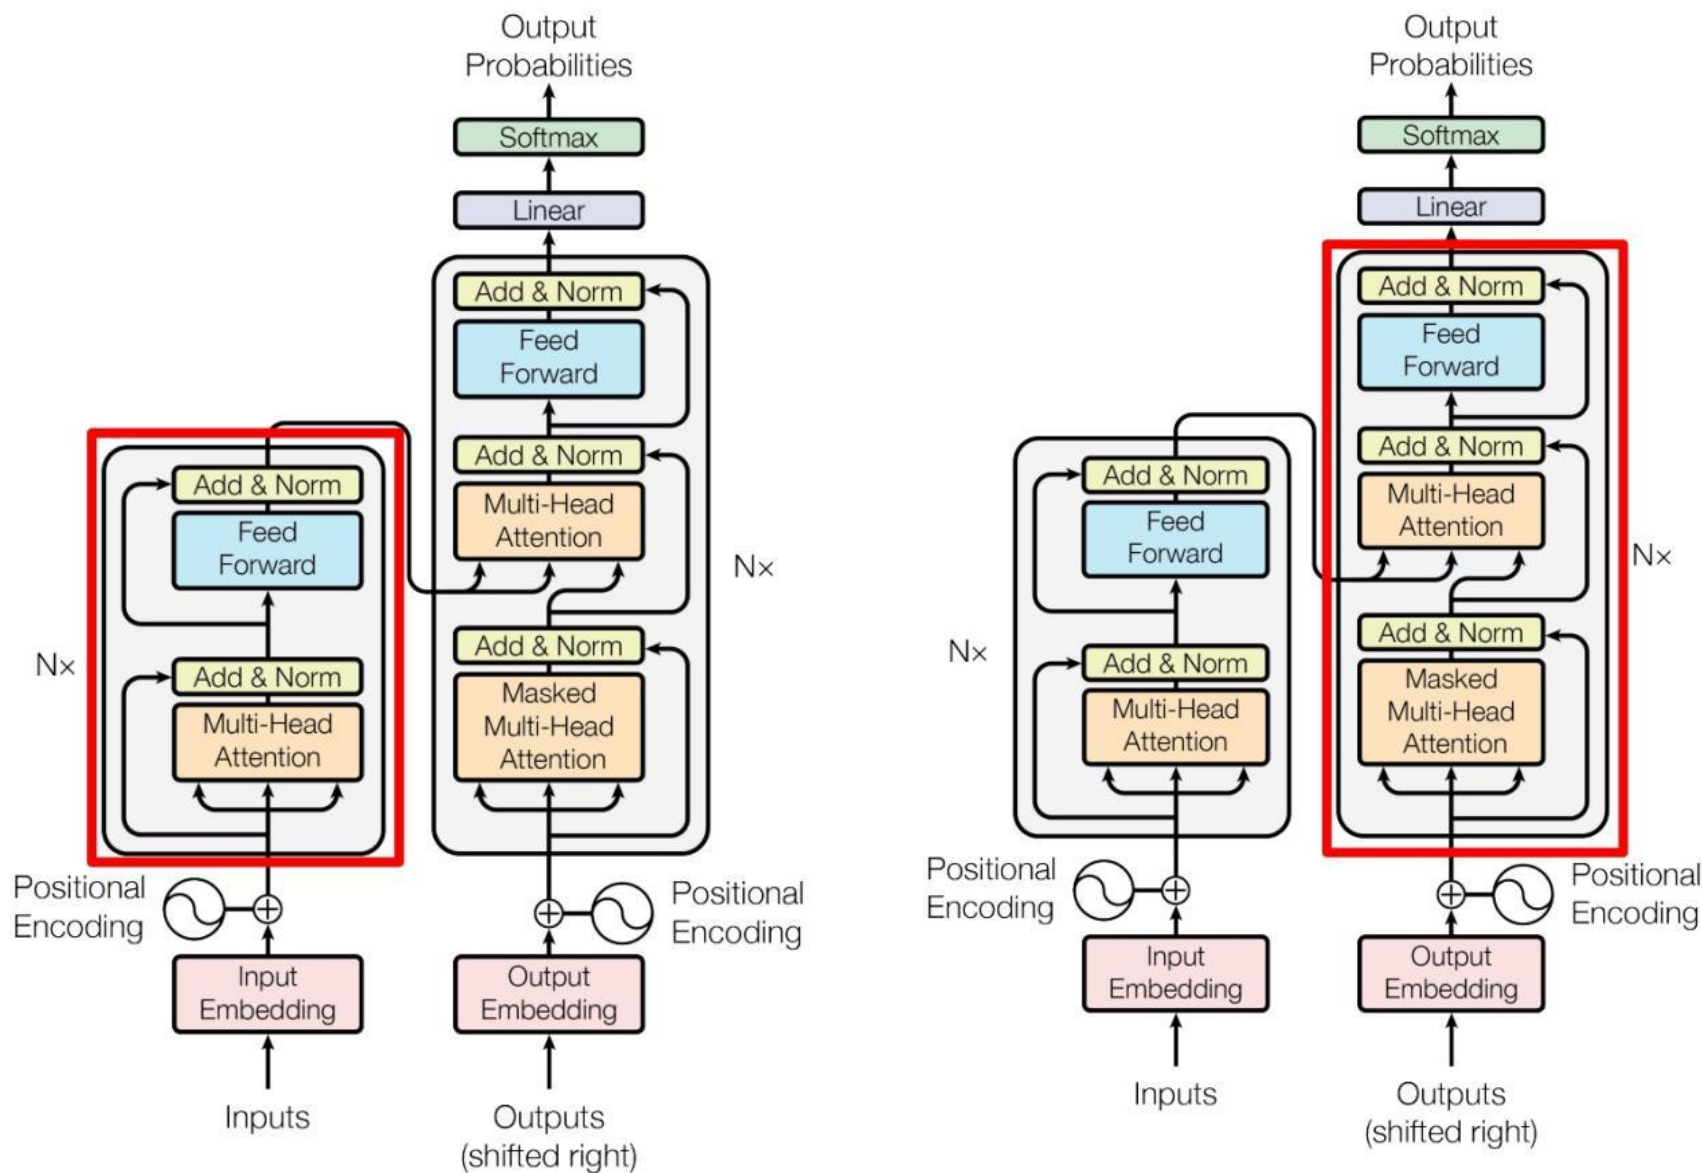 Output
Probabilities
Softmax
Linear
Add & Norm
Feed
Forward
Add & Norm
Multi-Head
Attention
Add & Norm
Masked
Multi-Head
Attention
Nx
Add & Norm
Feed
Forward
Add & Norm
Multi-Head
Attention
Nx
Positional
Encoding
Positional
Encoding
Input
Embedding
Output
Embedding
Inputs
Outputs
(shifted right)
Output
Probabilities
Softmax
Linear
Add & Norm
Feed
Forward
Add & Norm
Multi-Head
Attention
Add & Norm
Masked
Multi-Head
Attention
Nx
Add & Norm
Feed
Forward
Add & Norm
Multi-Head
Attention
Nx
Positional
Encoding
Positional
Encoding
Input
Embedding
Output
Embedding
Inputs
Outputs
(shifted right)